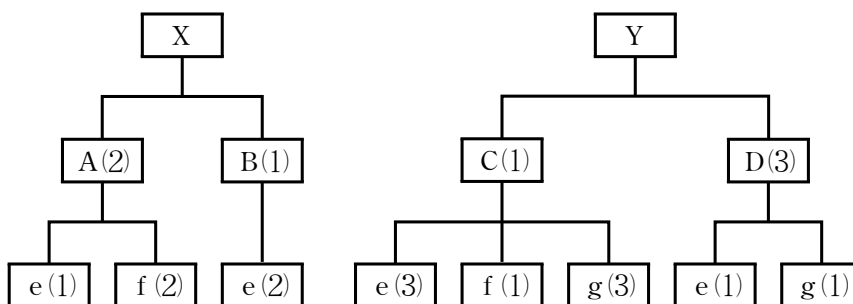 X Y
A(2) B(1) C(1) D(3)
e(1) f(2) e(2) e(3) f(1) g(3) e(1) g(1)